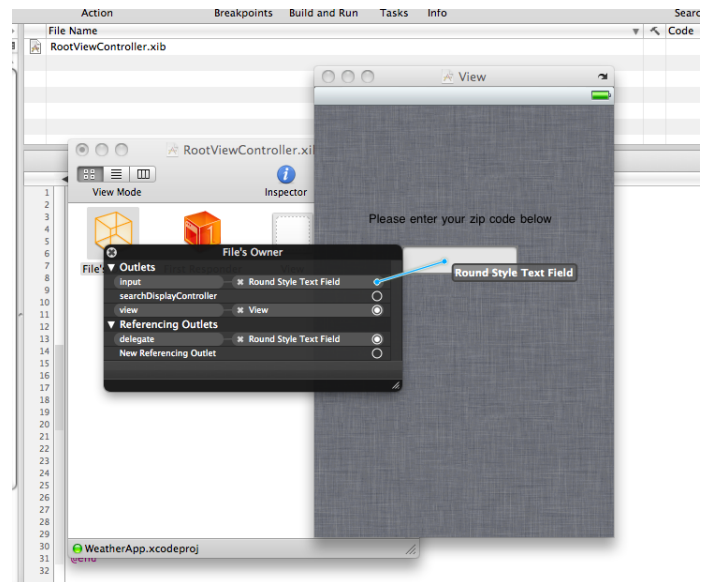 Action Breakpoints Build and Run Tasks Info Searc
File Name Code
RootViewController.xib
View
RootViewController.xi
View Mode Inspector
Please enter your zip code below
File's
File's Owner
Outlets
input Round Style Text Field
Round Style Text Field
searchDisplayController
view View
Referencing Outlets
delegate Round Style Text Field
New Referencing Outlet
1
2
3
4
5
6
7
8
9
10
11
12
13
14
15
16
17
18
19
20
21
22
23
24
25
26
27
28
29
30
31
32
WeatherApp.xcodeproj
@end